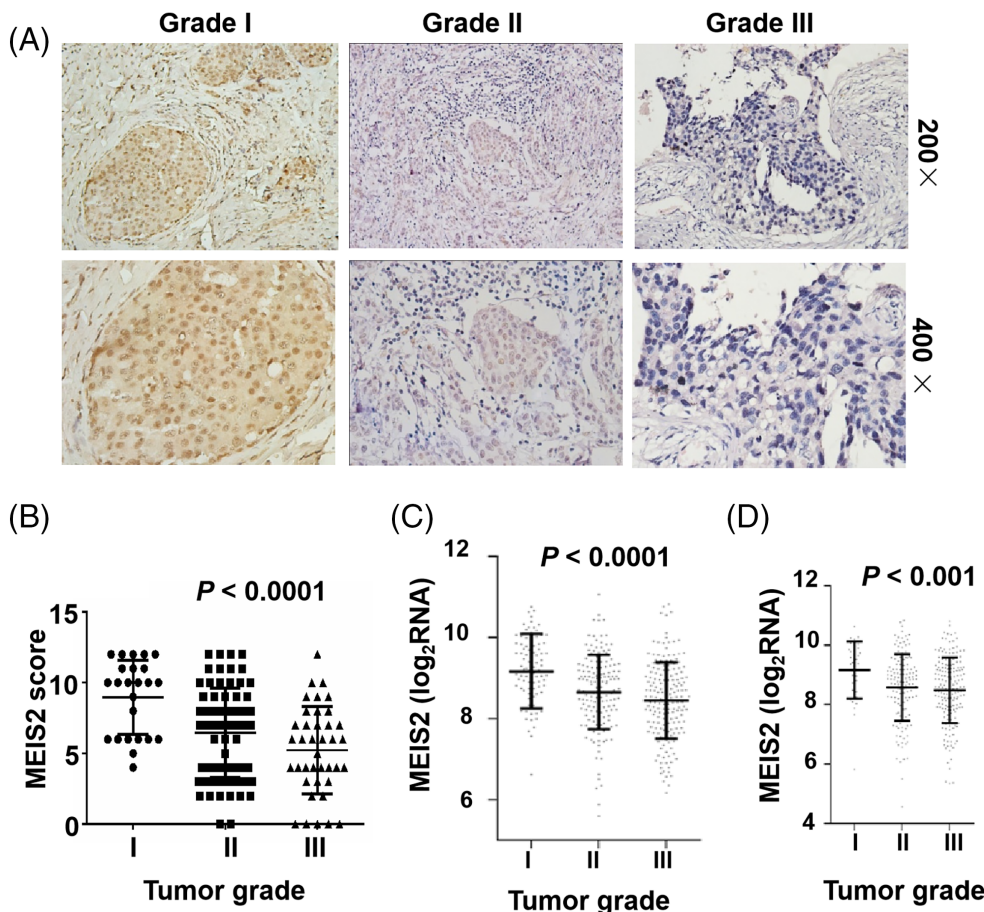 (A)
Grade I
Grade II
Grade III
200 ×
400 ×
(B)
P < 0.0001
MEIS2 score
15
10
5
0
I
II
III
Tumor grade
(C)
P < 0.0001
MEIS2 (log₂RNA)
12
10
8
6
I
II
III
Tumor grade
(D)
P < 0.001
MEIS2 (log₂RNA)
12
10
8
6
4
I
II
III
Tumor grade